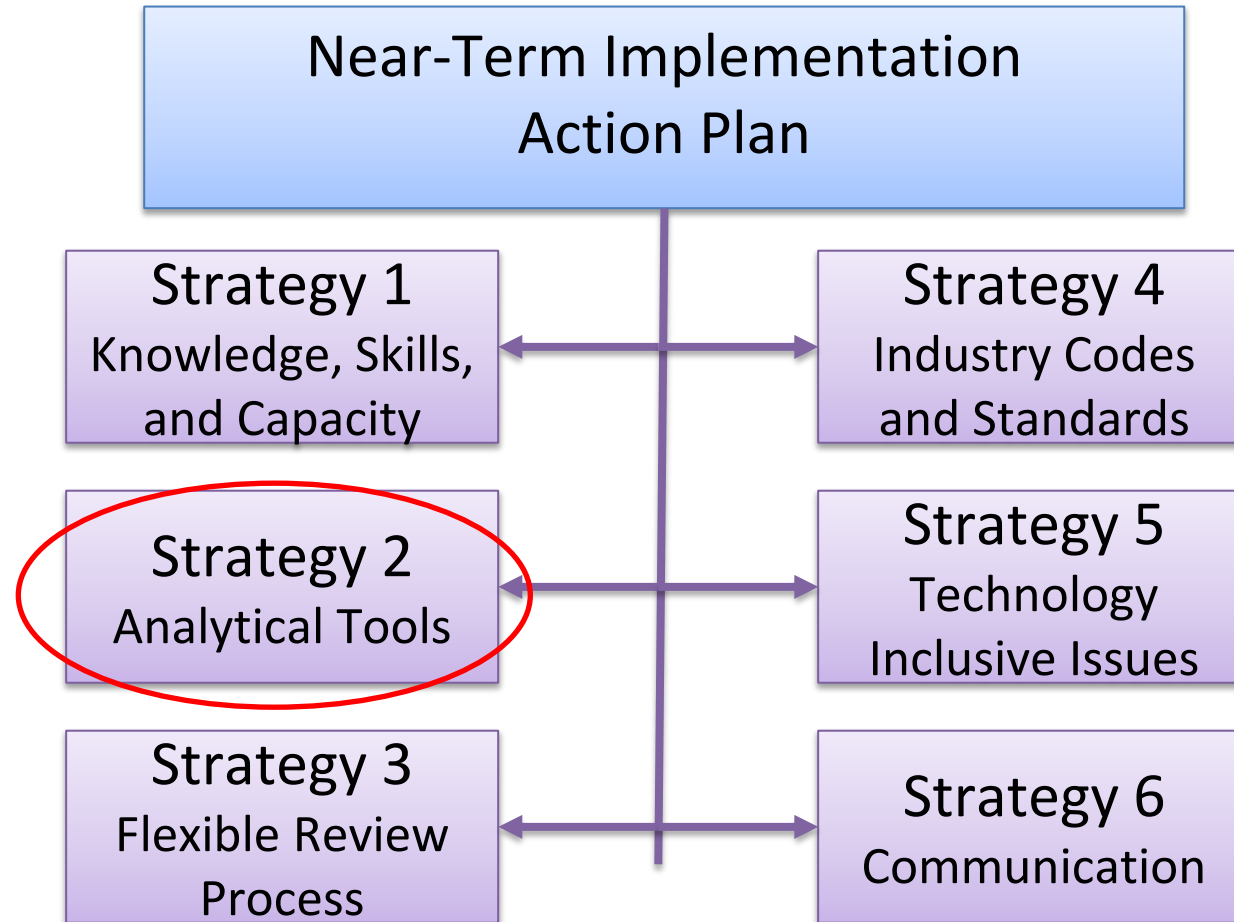 Near-Term Implementation
Action Plan
Strategy 1
Knowledge, Skills,
and Capacity
Strategy 4
Industry Codes
and Standards
Strategy 2
Analytical Tools
Strategy 5
Technology
Inclusive Issues
Strategy 3
Flexible Review
Process
Strategy 6
Communication